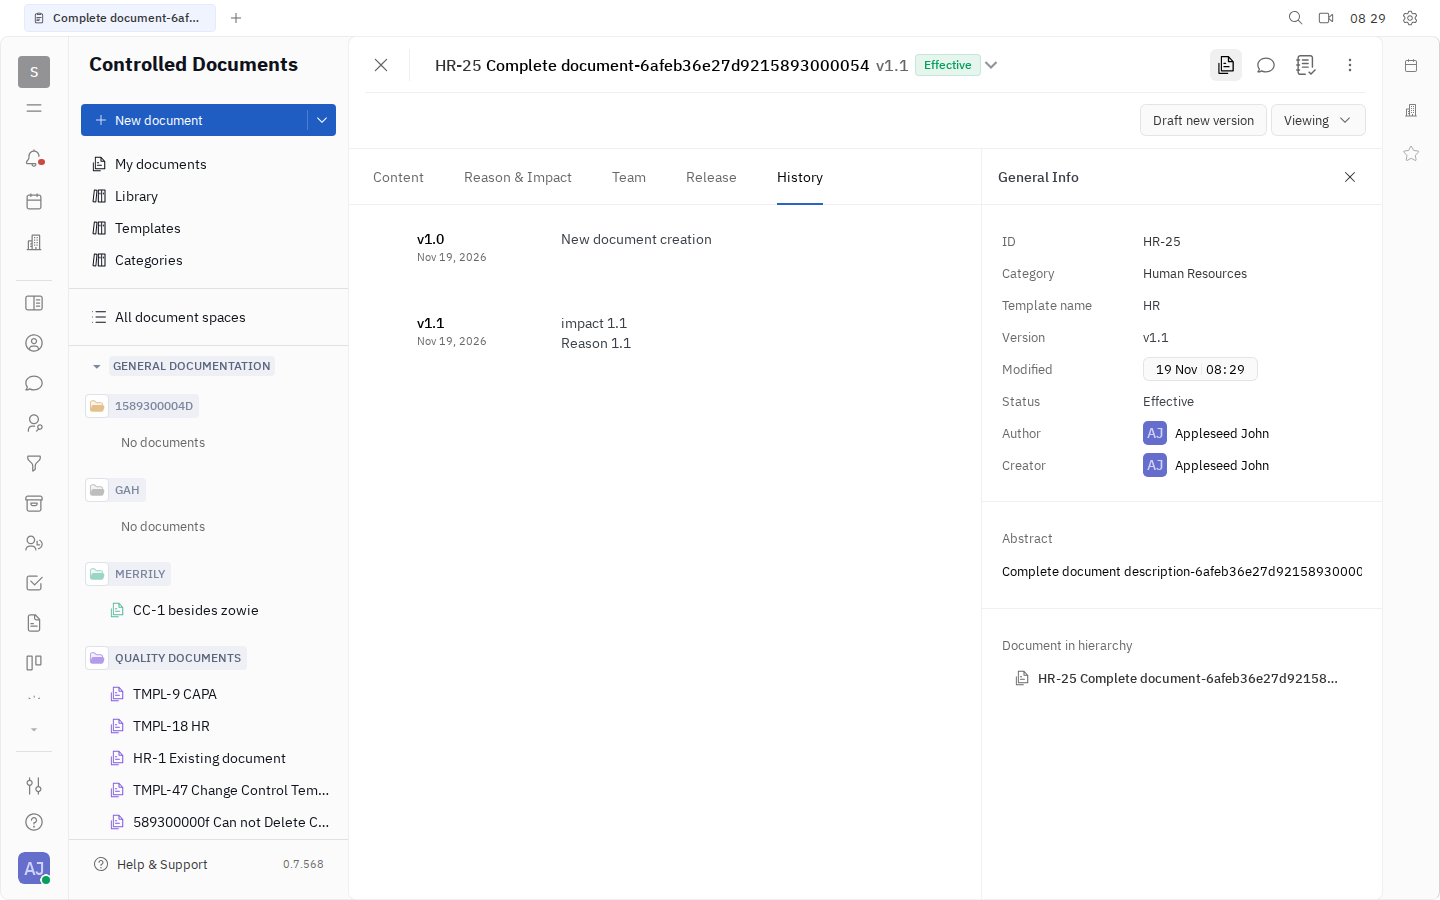 Complete document-6af...
08 29
S
Controlled Documents
New document
My documents
Library
Templates
Categories
All document spaces
GENERAL DOCUMENTATION
1589300004D
No documents
GAH
No documents
MERRILY
CC-1 besides zowie
QUALITY DOCUMENTS
TMPL-9 CAPA
TMPL-18 HR
HR-1 Existing document
TMPL-47 Change Control Tem...
589300000f Can not Delete C...
Help & Support 0.7.568
AJ
HR-25 Complete document-6afeb36e27d9215893000054 v1.1 Effective
Draft new version
Viewing
Content
Reason & Impact
Team
Release
History
v1.0 New document creation
Nov 19, 2026
v1.1 impact 1.1
Nov 19, 2026 Reason 1.1
General Info
ID HR-25
Category Human Resources
Template name HR
Version v1.1
Modified 19 Nov 08:29
Status Effective
Author AJ Appleseed John
Creator AJ Appleseed John
Abstract
Complete document description-6afeb36e27d92158930000
Document in hierarchy
HR-25 Complete document-6afeb36e27d92158...